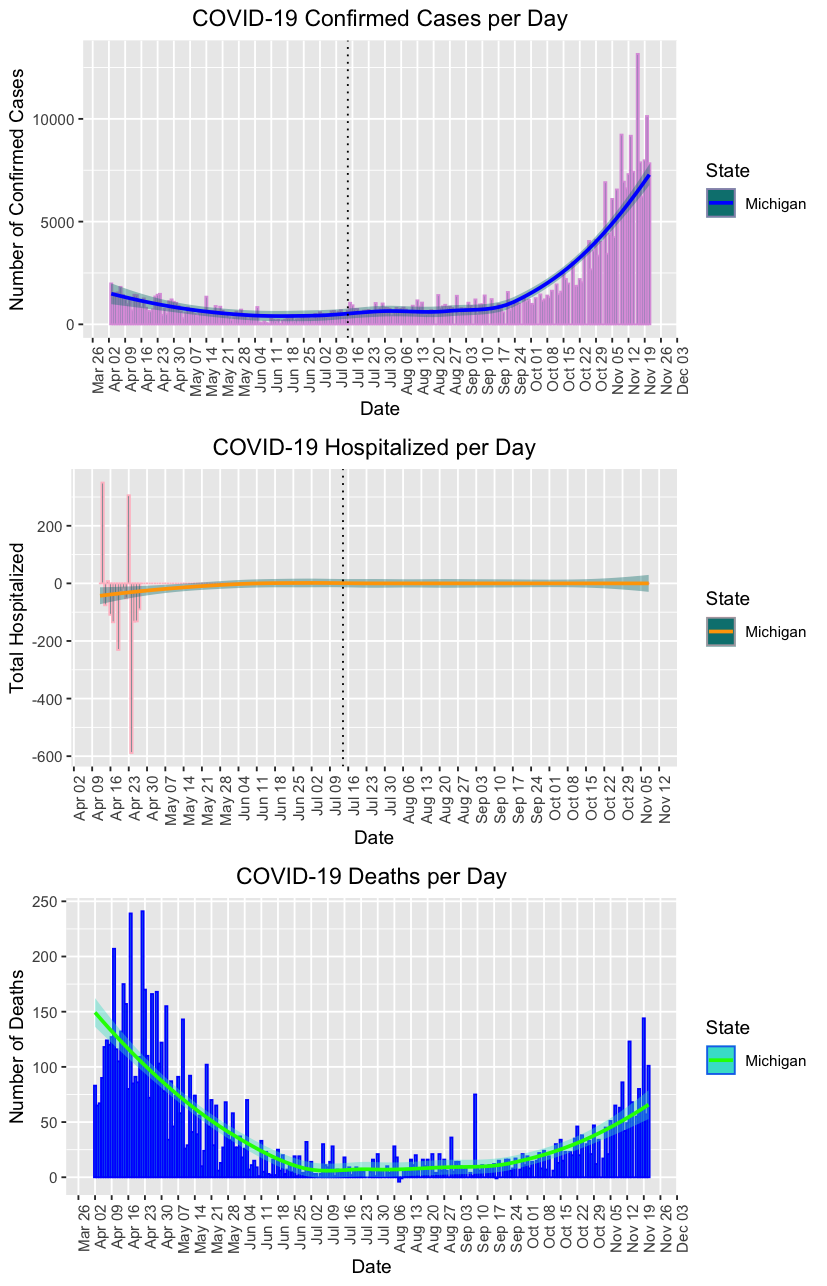 COVID-19 Confirmed Cases per Day
Number of Confirmed Cases
10000
5000
0
Mar 26
Apr 02
Apr 09
Apr 16
Apr 23
Apr 30
May 07
May 14
May 21
May 28
Jun 04
Jun 11
Jun 18
Jun 25
Jul 02
Jul 09
Jul 16
Jul 23
Jul 30
Aug 06
Aug 13
Aug 20
Aug 27
Sep 03
Sep 10
Sep 17
Sep 24
Oct 01
Oct 08
Oct 15
Oct 22
Oct 29
Nov 05
Nov 12
Nov 19
Nov 26
Dec 03
Date
State
Michigan
COVID-19 Hospitalized per Day
Total Hospitalized
200
0
-200
-400
-600
Apr 02
Apr 09
Apr 16
Apr 23
Apr 30
May 07
May 14
May 21
May 28
Jun 04
Jun 11
Jun 18
Jun 25
Jul 02
Jul 09
Jul 16
Jul 23
Jul 30
Aug 06
Aug 13
Aug 20
Aug 27
Sep 03
Sep 10
Sep 17
Sep 24
Oct 01
Oct 08
Oct 15
Oct 22
Oct 29
Nov 05
Nov 12
Date
State
Michigan
COVID-19 Deaths per Day
Number of Deaths
250
200
150
100
50
0
Mar 26
Apr 02
Apr 09
Apr 16
Apr 23
Apr 30
May 07
May 14
May 21
May 28
Jun 04
Jun 11
Jun 18
Jun 25
Jul 02
Jul 09
Jul 16
Jul 23
Jul 30
Aug 06
Aug 13
Aug 20
Aug 27
Sep 03
Sep 10
Sep 17
Sep 24
Oct 01
Oct 08
Oct 15
Oct 22
Oct 29
Nov 05
Nov 12
Nov 19
Nov 26
Dec 03
Date
State
Michigan